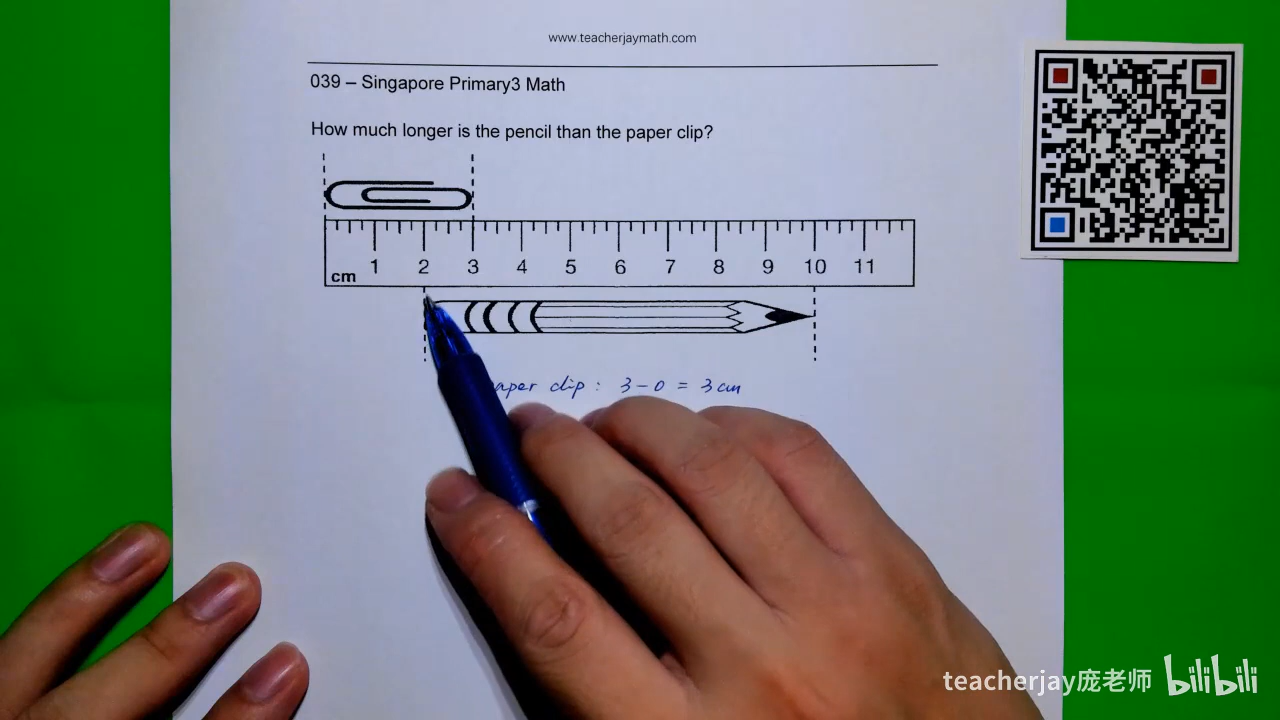 www.teacherjaymath.com
039 – Singapore Primary3 Math
How much longer is the pencil than the paper clip?
cm 1 2 3 4 5 6 7 8 9 10 11
aper clip : 3 - 0 = 3 cm
teacherjay庞老师 bilibili